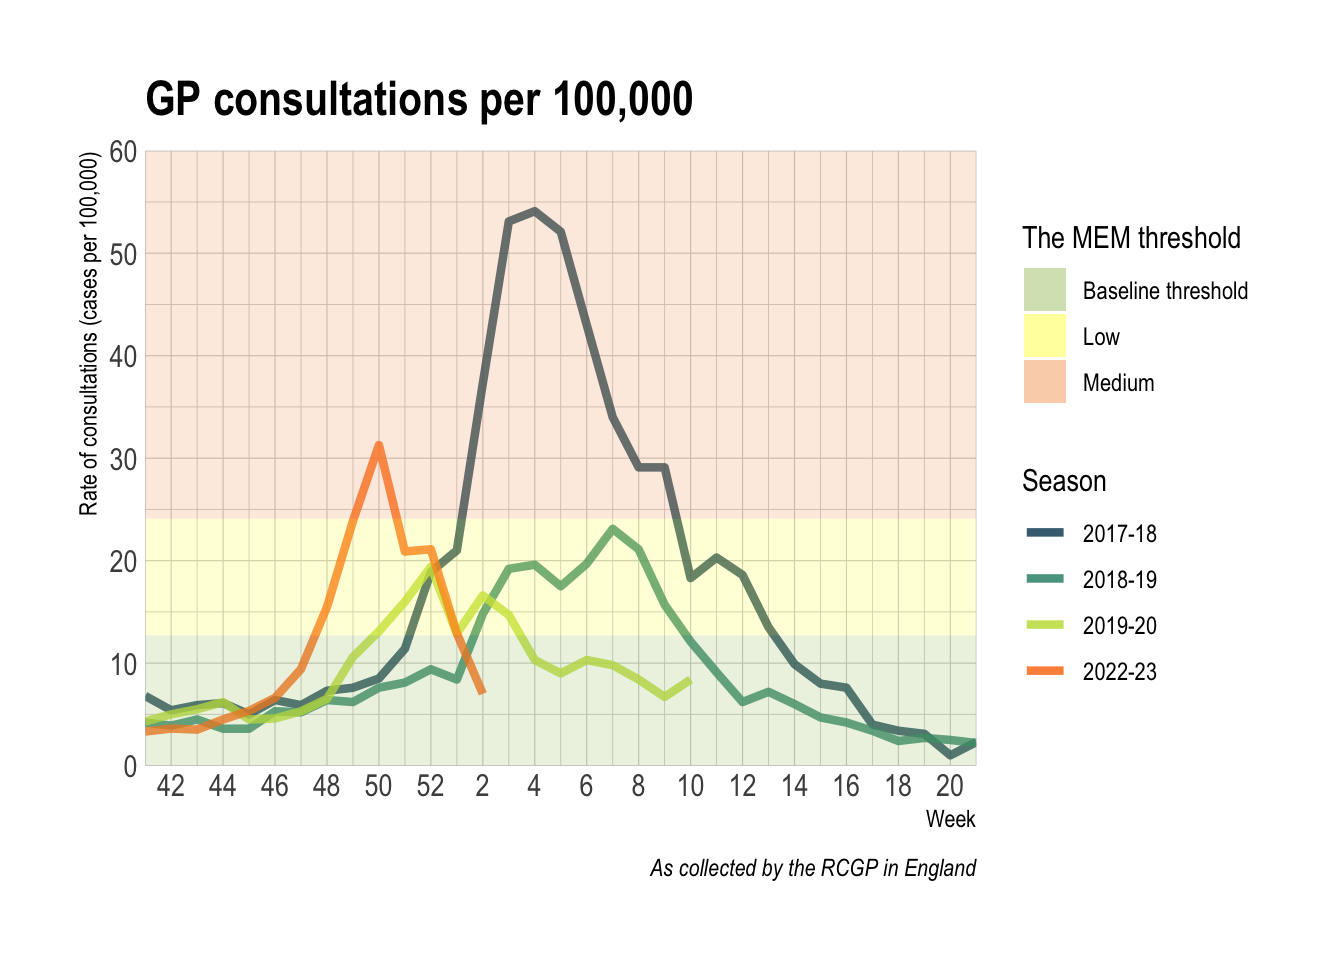 GP consultations per 100,000
Rate of consultations (cases per 100,000)
60
50
40
30
20
10
0
42 44 46 48 50 52 2 4 6 8 10 12 14 16 18 20
Week
As collected by the RCGP in England
The MEM threshold
Baseline threshold
Low
Medium
Season
2017-18
2018-19
2019-20
2022-23